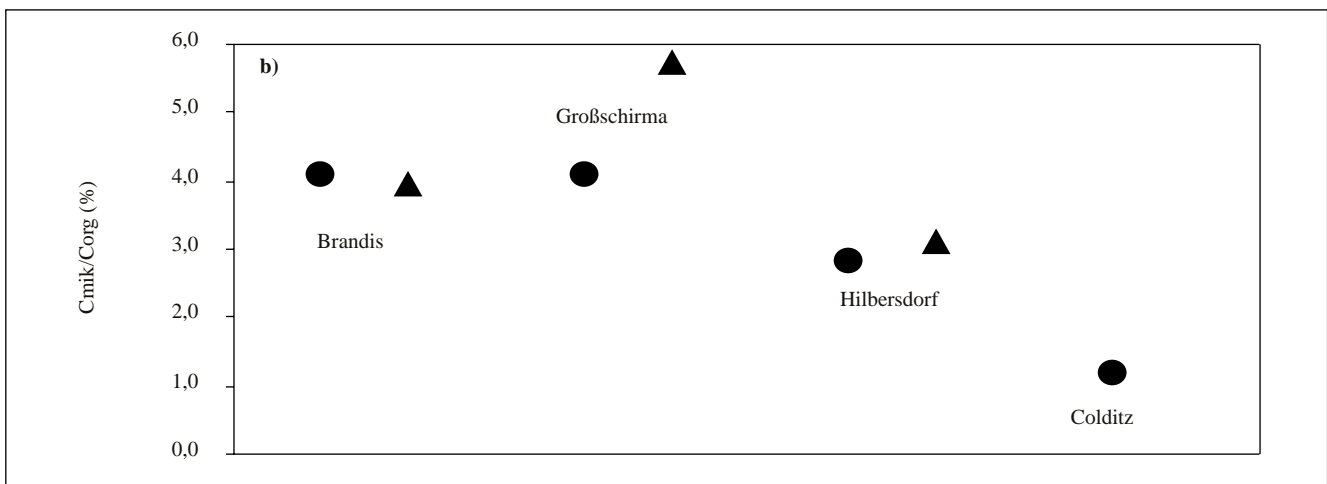 6,0
b)
5,0
Großschirma
4,0
Brandis
3,0
Hilbersdorf
2,0
1,0
Colditz
0,0
Cmik/Corg (%)